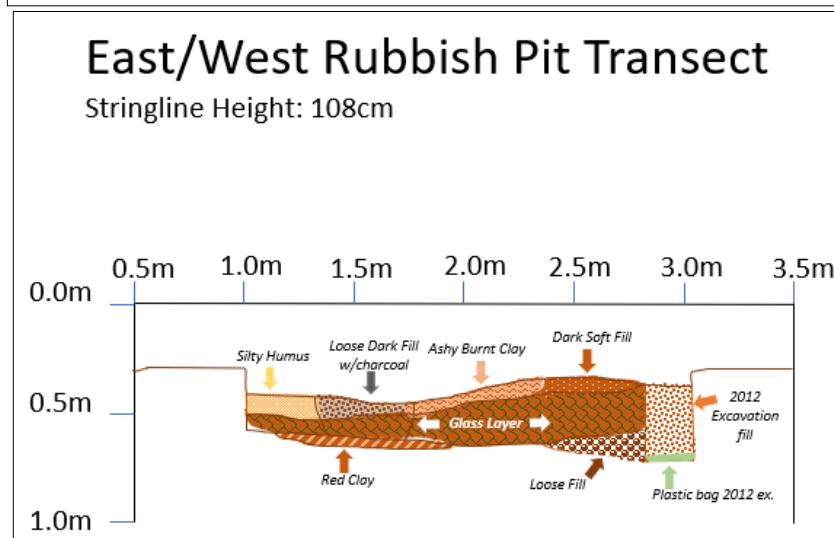 East/West Rubbish Pit Transect
Stringline Height: 108cm
0.5m 1.0m 1.5m 2.0m 2.5m 3.0m 3.5m
0.0m
Silty Humus
Loose Dark Fill
w/charcoal
Ashy Burnt Clay
Dark Soft Fill
0.5m
Glass Layer
2012
Excavation
fill
Red Clay
Loose Fill
Plastic bag 2012 ex.
1.0m